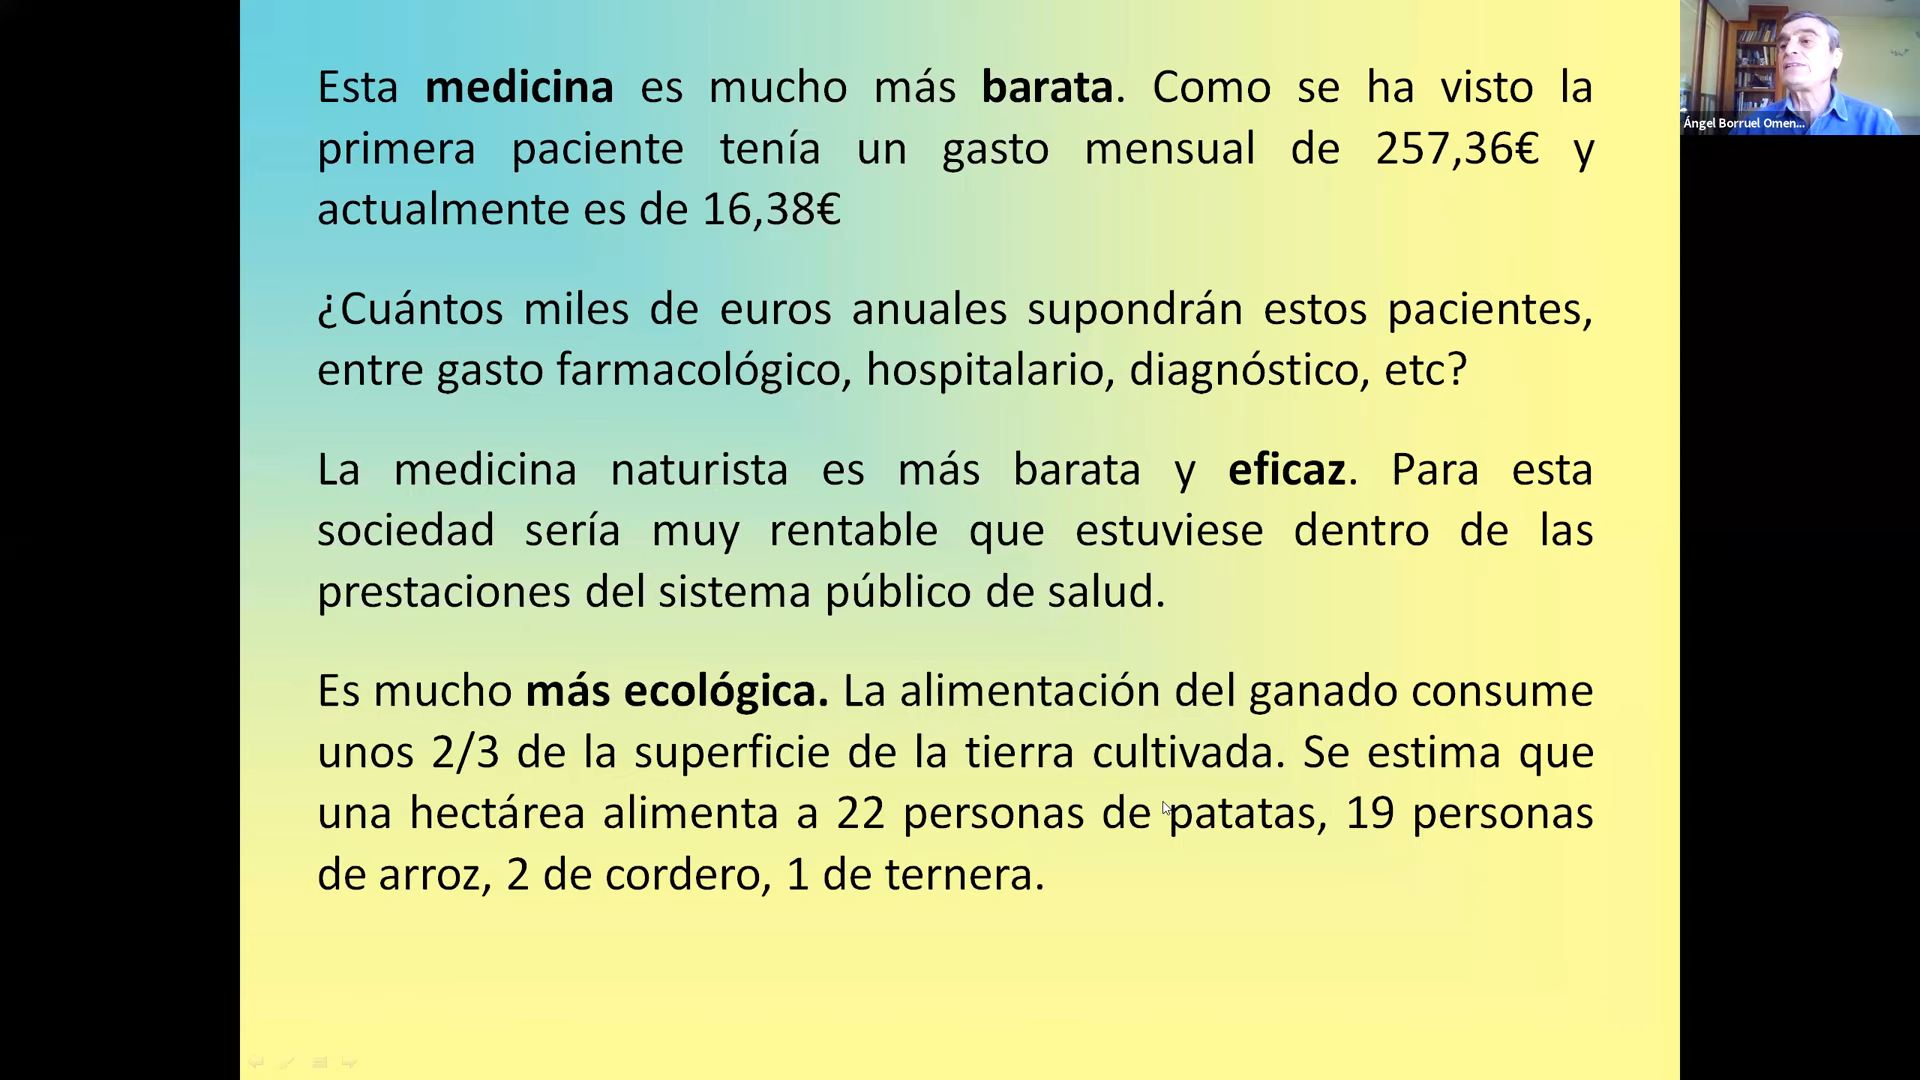 Esta medicina es mucho más barata. Como se ha visto la
primera paciente tenía un gasto mensual de 257,36€ y
actualmente es de 16,38€
¿Cuántos miles de euros anuales supondrán estos pacientes,
entre gasto farmacológico, hospitalario, diagnóstico, etc?
La medicina naturista es más barata y eficaz. Para esta
sociedad sería muy rentable que estuviese dentro de las
prestaciones del sistema público de salud.
Es mucho más ecológica. La alimentación del ganado consume
unos 2/3 de la superficie de la tierra cultivada. Se estima que
una hectárea alimenta a 22 personas de patatas, 19 personas
de arroz, 2 de cordero, 1 de ternera.
Ángel Borruel Omen...